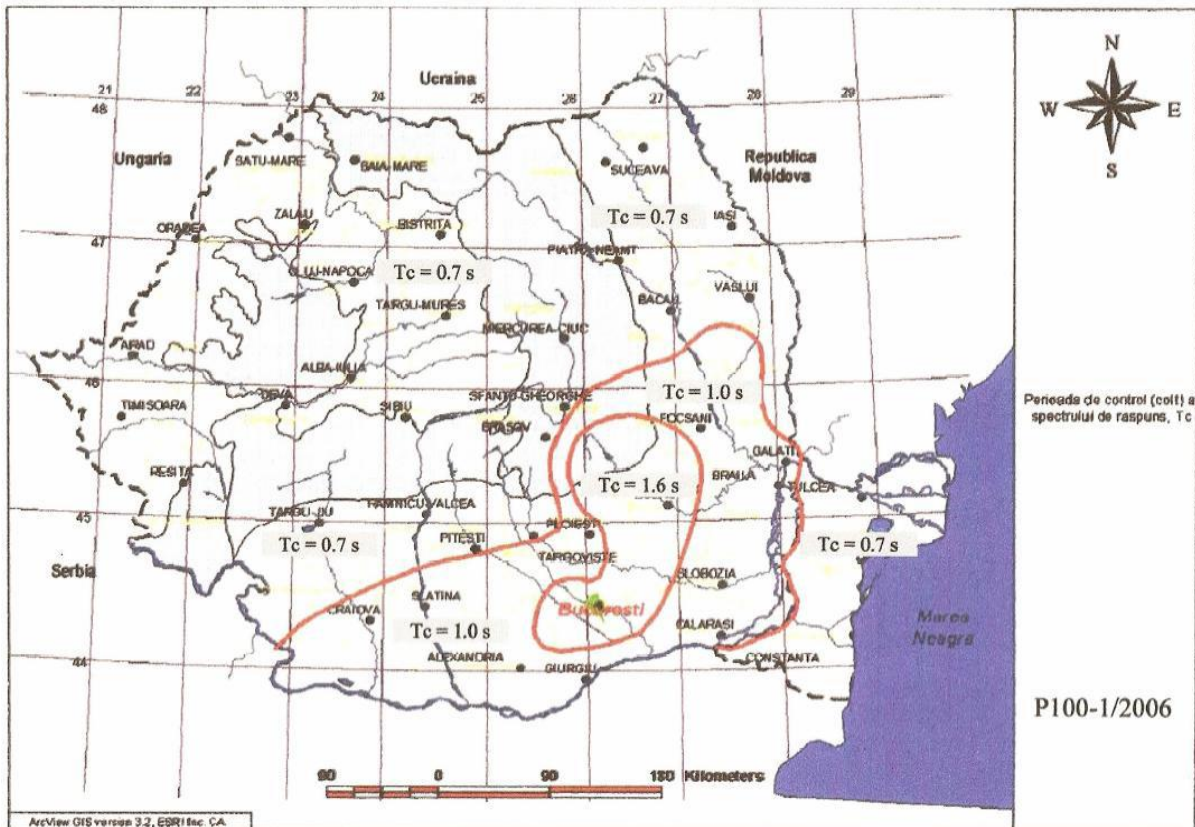 Ucraina
21
22
23
24
25
26
27
28
29
48
Ungaria
SATU-MARE
BAIA-MARE
SUCEAVA
Republica
Moldova
N
W
E
S
ZALAU
ORADEA
BISTRITA
Tc = 0.7 s
IASI
47
PIATRA-NEAMT
CLUJ-NAPOCA
Tc = 0.7 s
TARGU-MURES
BACAU
VASLUI
MIERCUREA-CIUC
ARAD
ALBA-IULIA
46
DEVA
SIBIU
SFANTU-GHEORGHE
Tc = 1.0 s
TIMISOARA
BRASOV
FOCSANI
Perioada de control (colt) a
spectrului de raspuns, Tc
RESITA
GALATI
BRAILA
TULCEA
Tc = 1.6 s
RAMNICU-VALCEA
TARGU-JIU
45
Tc = 0.7 s
PITESTI
PLOIESTI
TARGOVISTE
Tc = 0.7 s
Serbia
SLOBOZIA
CRAIOVA
SLATINA
Bucuresti
Tc = 1.0 s
CALARASI
Marea
Neagra
44
ALEXANDRIA
GIURGIU
CONSTANTA
P100-1/2006
90
0
90
180 Kilometers
ArcView GIS version 3.2, ESRI Inc. CA